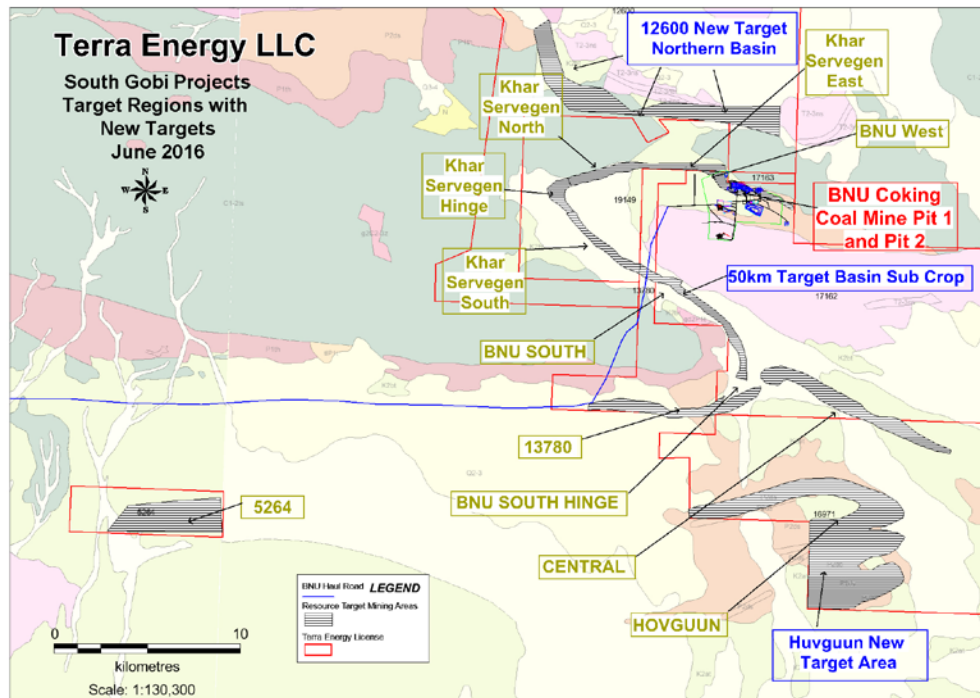 Terra Energy LLC
South Gobi Projects
Target Regions with
New Targets
June 2016
N
W E
S
12600
12600 New Target
Northern Basin
Khar
Servegen
East
Khar
Servegen
North
BNU West
Khar
Servegen
Hinge
17163
19149
BNU Coking
Coal Mine Pit 1
and Pit 2
Khar
Servegen
South
50km Target Basin Sub Crop
13780
17162
BNU SOUTH
13780
BNU SOUTH HINGE
5264
5264
16971
CENTRAL
HOVGUUN
Huvguun New
Target Area
BNU Haul Road LEGEND
Resource Target Mining Areas
Terra Energy License
0 10
kilometres
Scale: 1:130,300